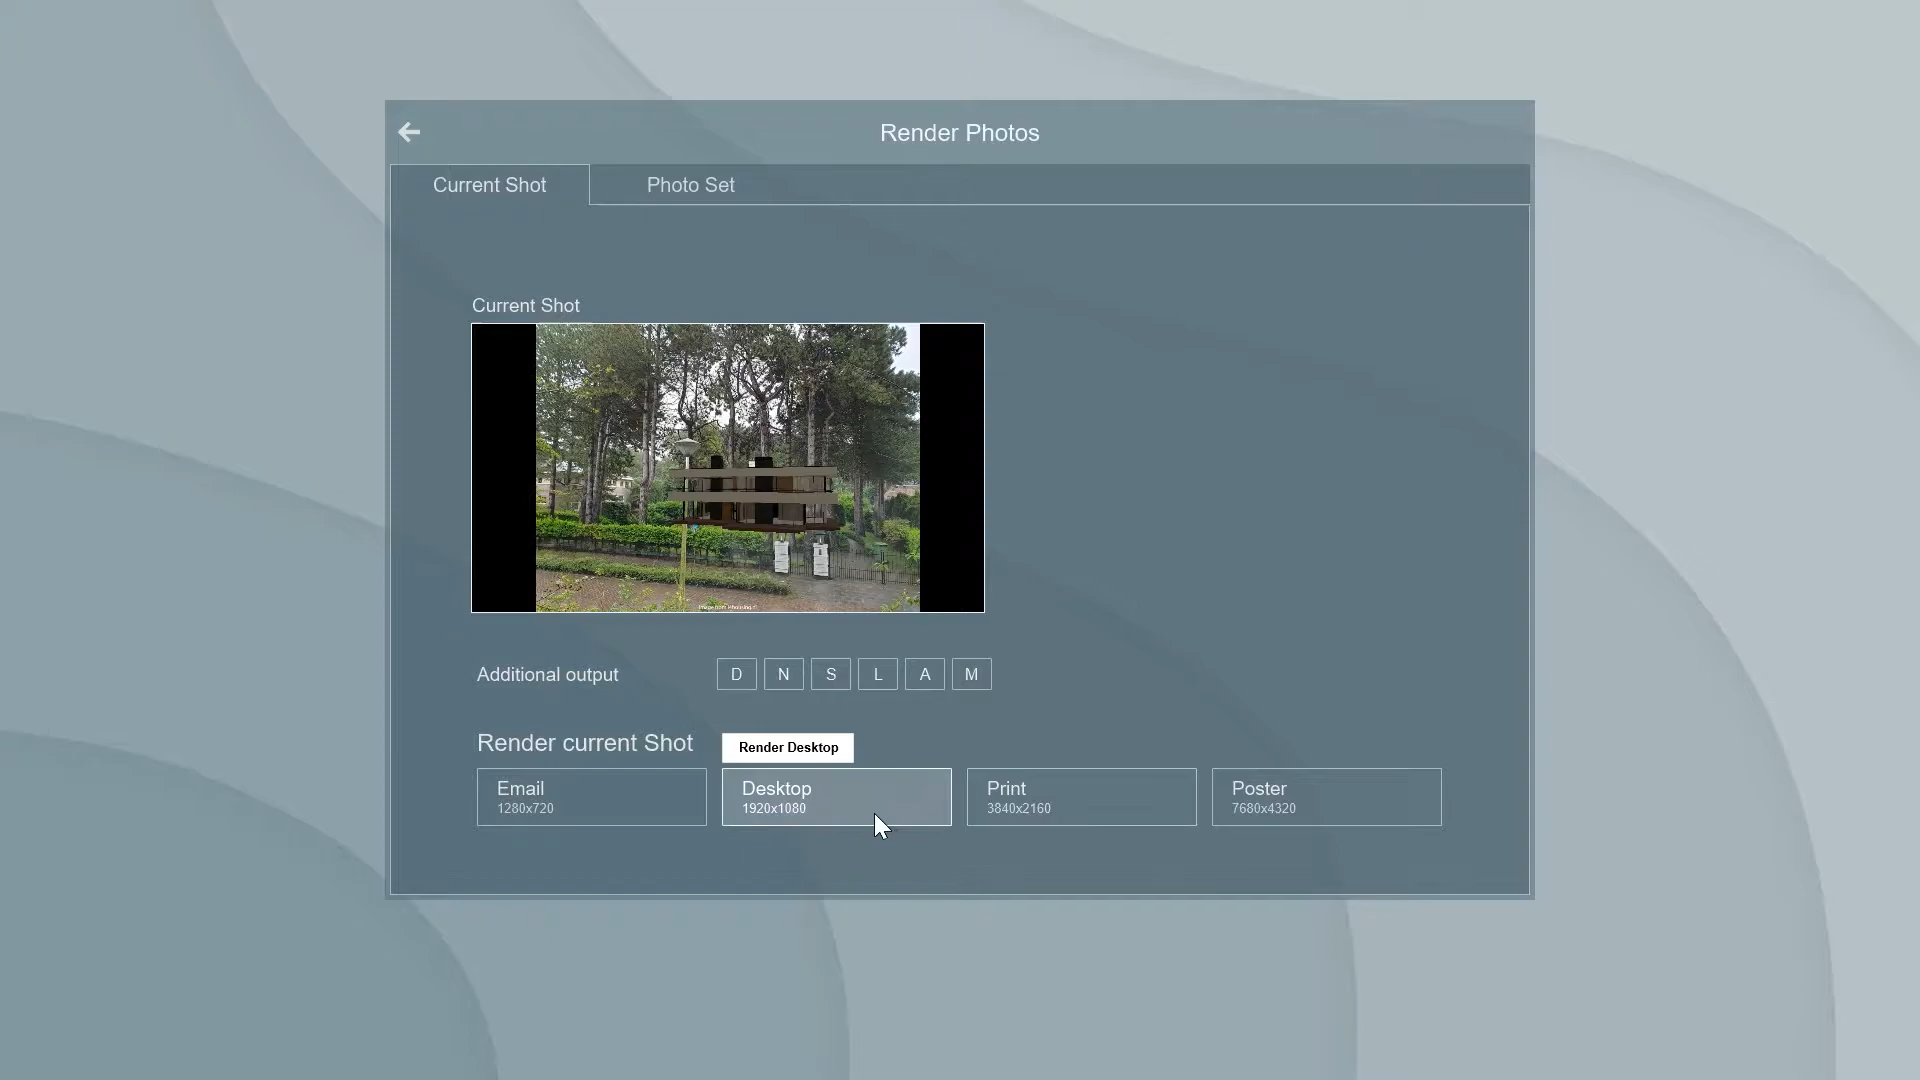 Render Photos
Current Shot
Photo Set
Current Shot
Additional output
D
N
S
L
A
M
Render current Shot
Render Desktop
Email
1280x720
Desktop
1920x1080
Print
3840x2160
Poster
7680x4320